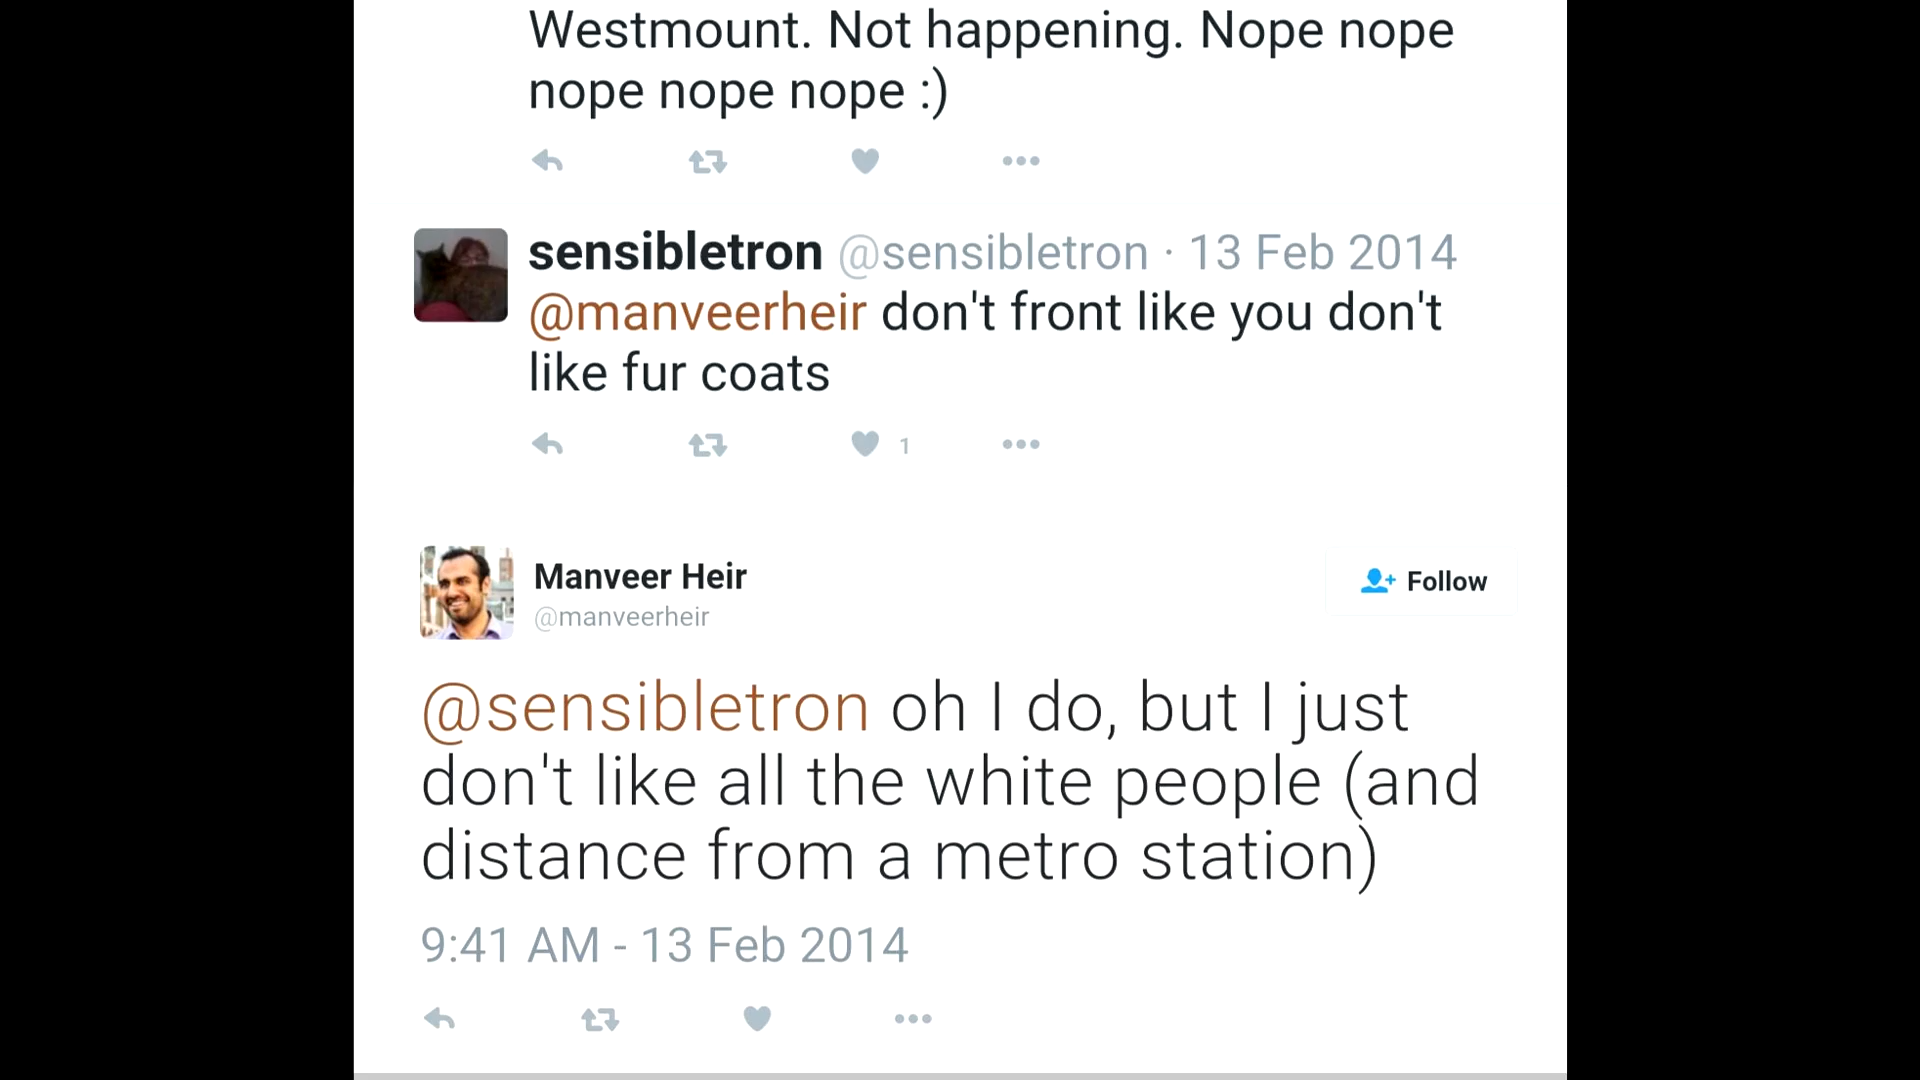 Westmount. Not happening. Nope nope
nope nope nope :)
sensibletron @sensibletron · 13 Feb 2014
@manveerheir don't front like you don't
like fur coats
1
Manveer Heir
@manveerheir
Follow
@sensibletron oh I do, but I just
don't like all the white people (and
distance from a metro station)
9:41 AM - 13 Feb 2014